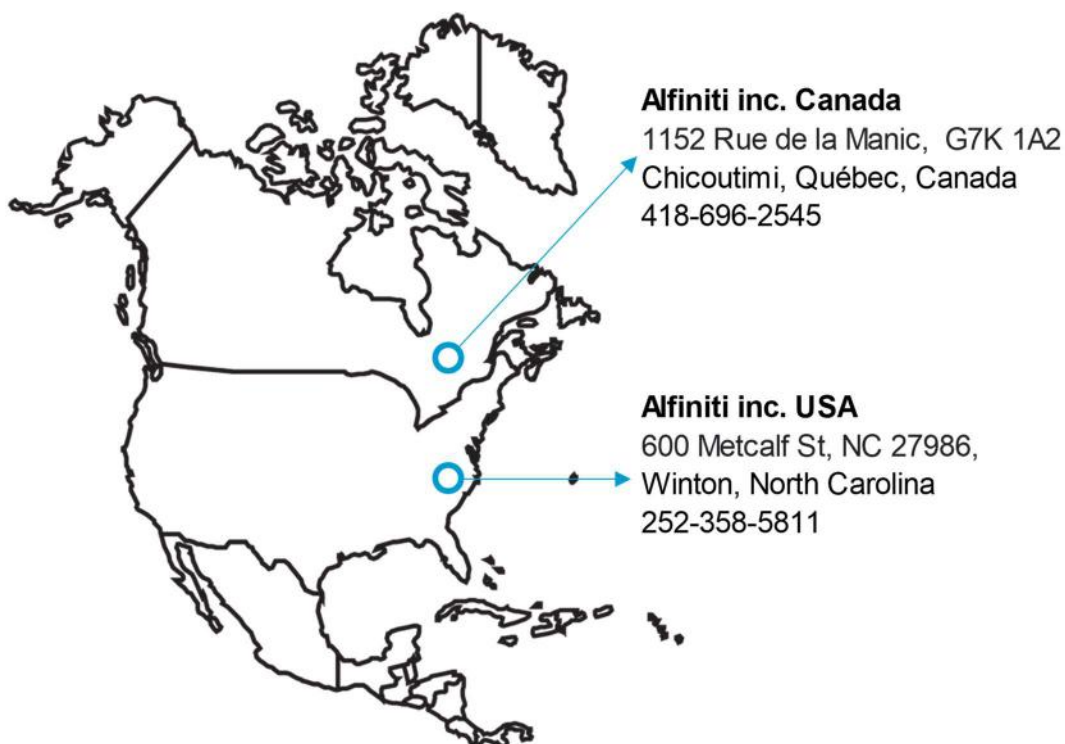 Alfiniti inc. Canada
1152 Rue de la Manic, G7K 1A2
Chicoutimi, Québec, Canada
418-696-2545
Alfiniti inc. USA
600 Metcalf St, NC 27986,
Winton, North Carolina
252-358-5811